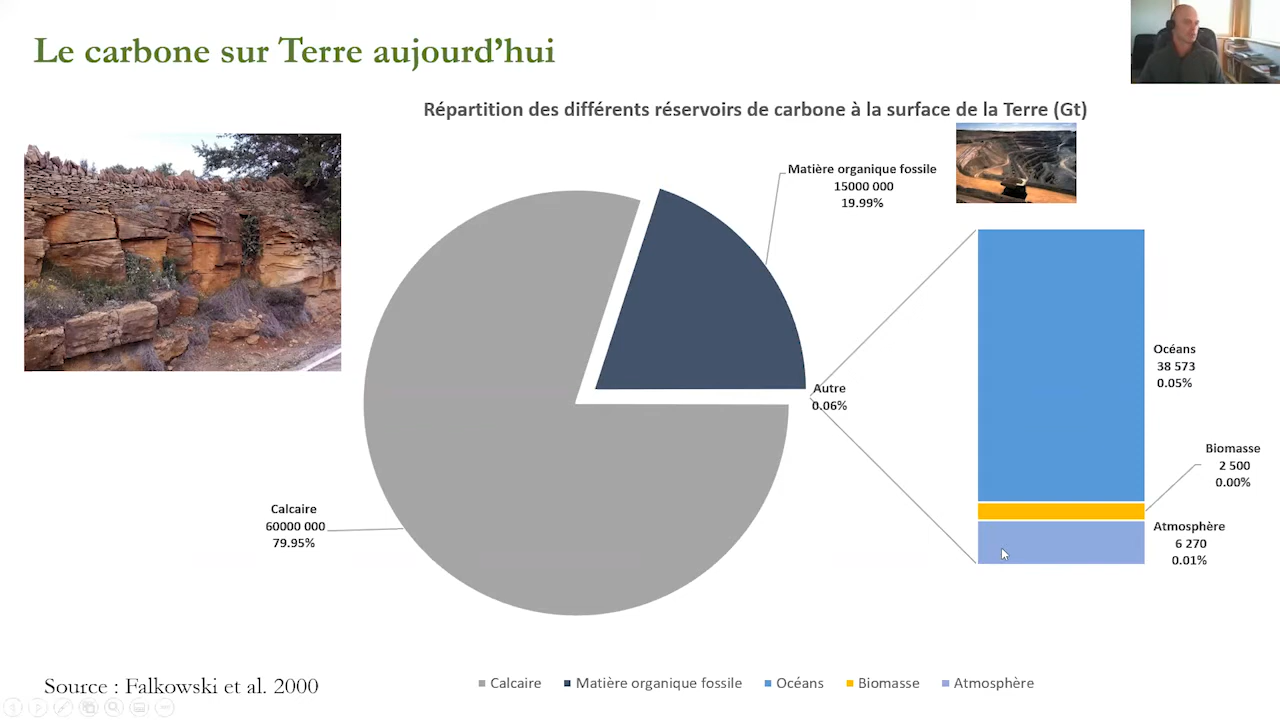 Le carbone sur Terre aujourd’hui
Répartition des différents réservoirs de carbone à la surface de la Terre (Gt)
Matière organique fossile
15000 000
19.99%
Océans
38 573
0.05%
Autre
0.06%
Biomasse
2 500
0.00%
Calcaire
60000 000
79.95%
Atmosphère
6 270
0.01%
Source : Falkowski et al. 2000
Calcaire
Matière organique fossile
Océans
Biomasse
Atmosphère